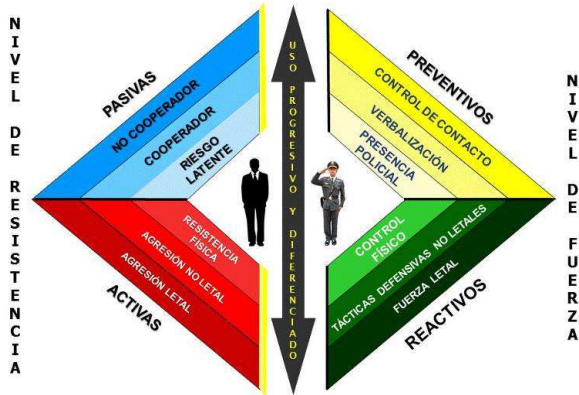 NIVEL DE RESISTENCIA
PASIVAS
NO COOPERADOR
COOPERADOR
RIESGO
LATENTE
RESISTENCIA
FÍSICA
AGRESIÓN NO LETAL
AGRESIÓN LETAL
ACTIVAS
USO PROGRESIVO Y DIFERENCIADO
PREVENTIVOS
CONTROL DE CONTACTO
VERBALIZACIÓN
PRESENCIA
POLICIAL
CONTROL
FÍSICO
TÁCTICAS DEFENSIVAS NO LETALES
FUERZA LETAL
REACTIVOS
NIVEL DE FUERZA